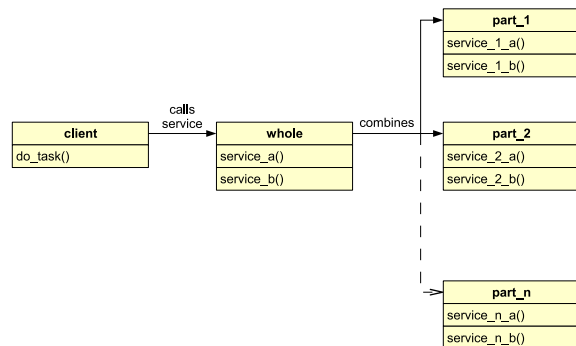 part_1
service_1_a()
service_1_b()
calls
service
client
do_task()
whole
service_a()
service_b()
combines
part_2
service_2_a()
service_2_b()
part_n
service_n_a()
service_n_b()